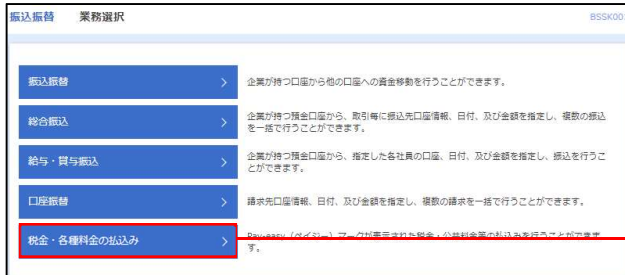 振込振替 業務選択 BSSK001
振込振替
企業が持つ口座から他の口座への資金移動を行うことができます。
総合振込
企業が持つ預金口座から、取引毎に振込先口座情報、日付、及び金額を指定し、複数の振込
を一括で行うことができます。
給与・賞与振込
企業が持つ預金口座から、指定した各社員の口座、日付、及び金額を指定し、振込を行うこ
とができます。
口座振替
請求先口座情報、日付、及び金額を指定し、複数の請求を一括で行うことができます。
税金・各種料金の払込み
Pay-easy（ペイジー）マークが表示された税金・公共料金等の払込みを行うことができま
す。